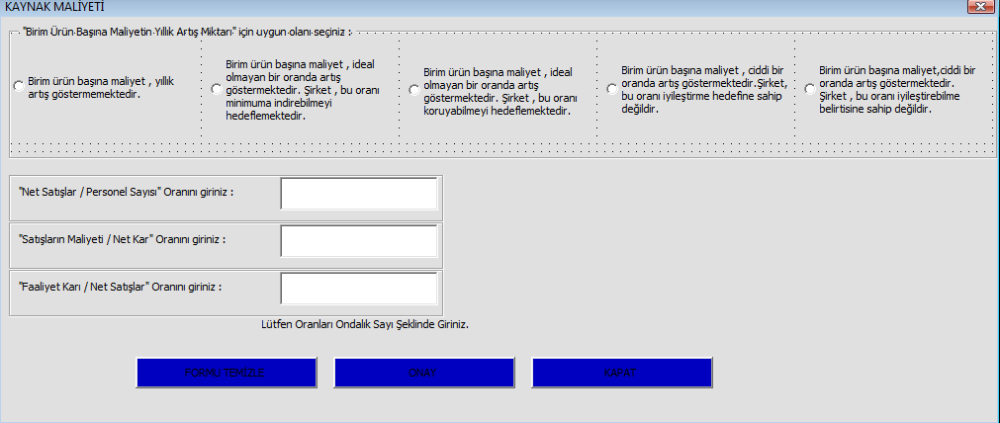 KAYNAK MALİYETİ
"Birim Ürün Başına Maliyetin Yıllık Artış Miktarı" için uygun olanı seçiniz :
Birim ürün başına maliyet , yıllık
artış göstermemektedir.
Birim ürün başına maliyet , ideal
olmayan bir oranda artış
göstermektedir. Şirket , bu oranı
minimuma indirebilmeyi
hedeflemektedir.
Birim ürün başına maliyet , ideal
olmayan bir oranda artış
göstermektedir. Şirket , bu oranı
koruyabilmeyi hedeflemektedir.
Birim ürün başına maliyet , ciddi bir
oranda artış göstermektedir.Şirket,
bu oranı iyileştirme hedefine sahip
değildir.
Birim ürün başına maliyet,ciddi bir
oranda artış göstermektedir.
Şirket , bu oranı iyileştirebilme
belirtisine sahip değildir.
"Net Satışlar / Personel Sayısı" Oranını giriniz :
"Satışların Maliyeti / Net Kar" Oranını giriniz :
"Faaliyet Karı / Net Satışlar" Oranını giriniz :
Lütfen Oranları Ondalık Sayı Şeklinde Giriniz.
FORMU TEMİZLE
ONAY
KAPAT